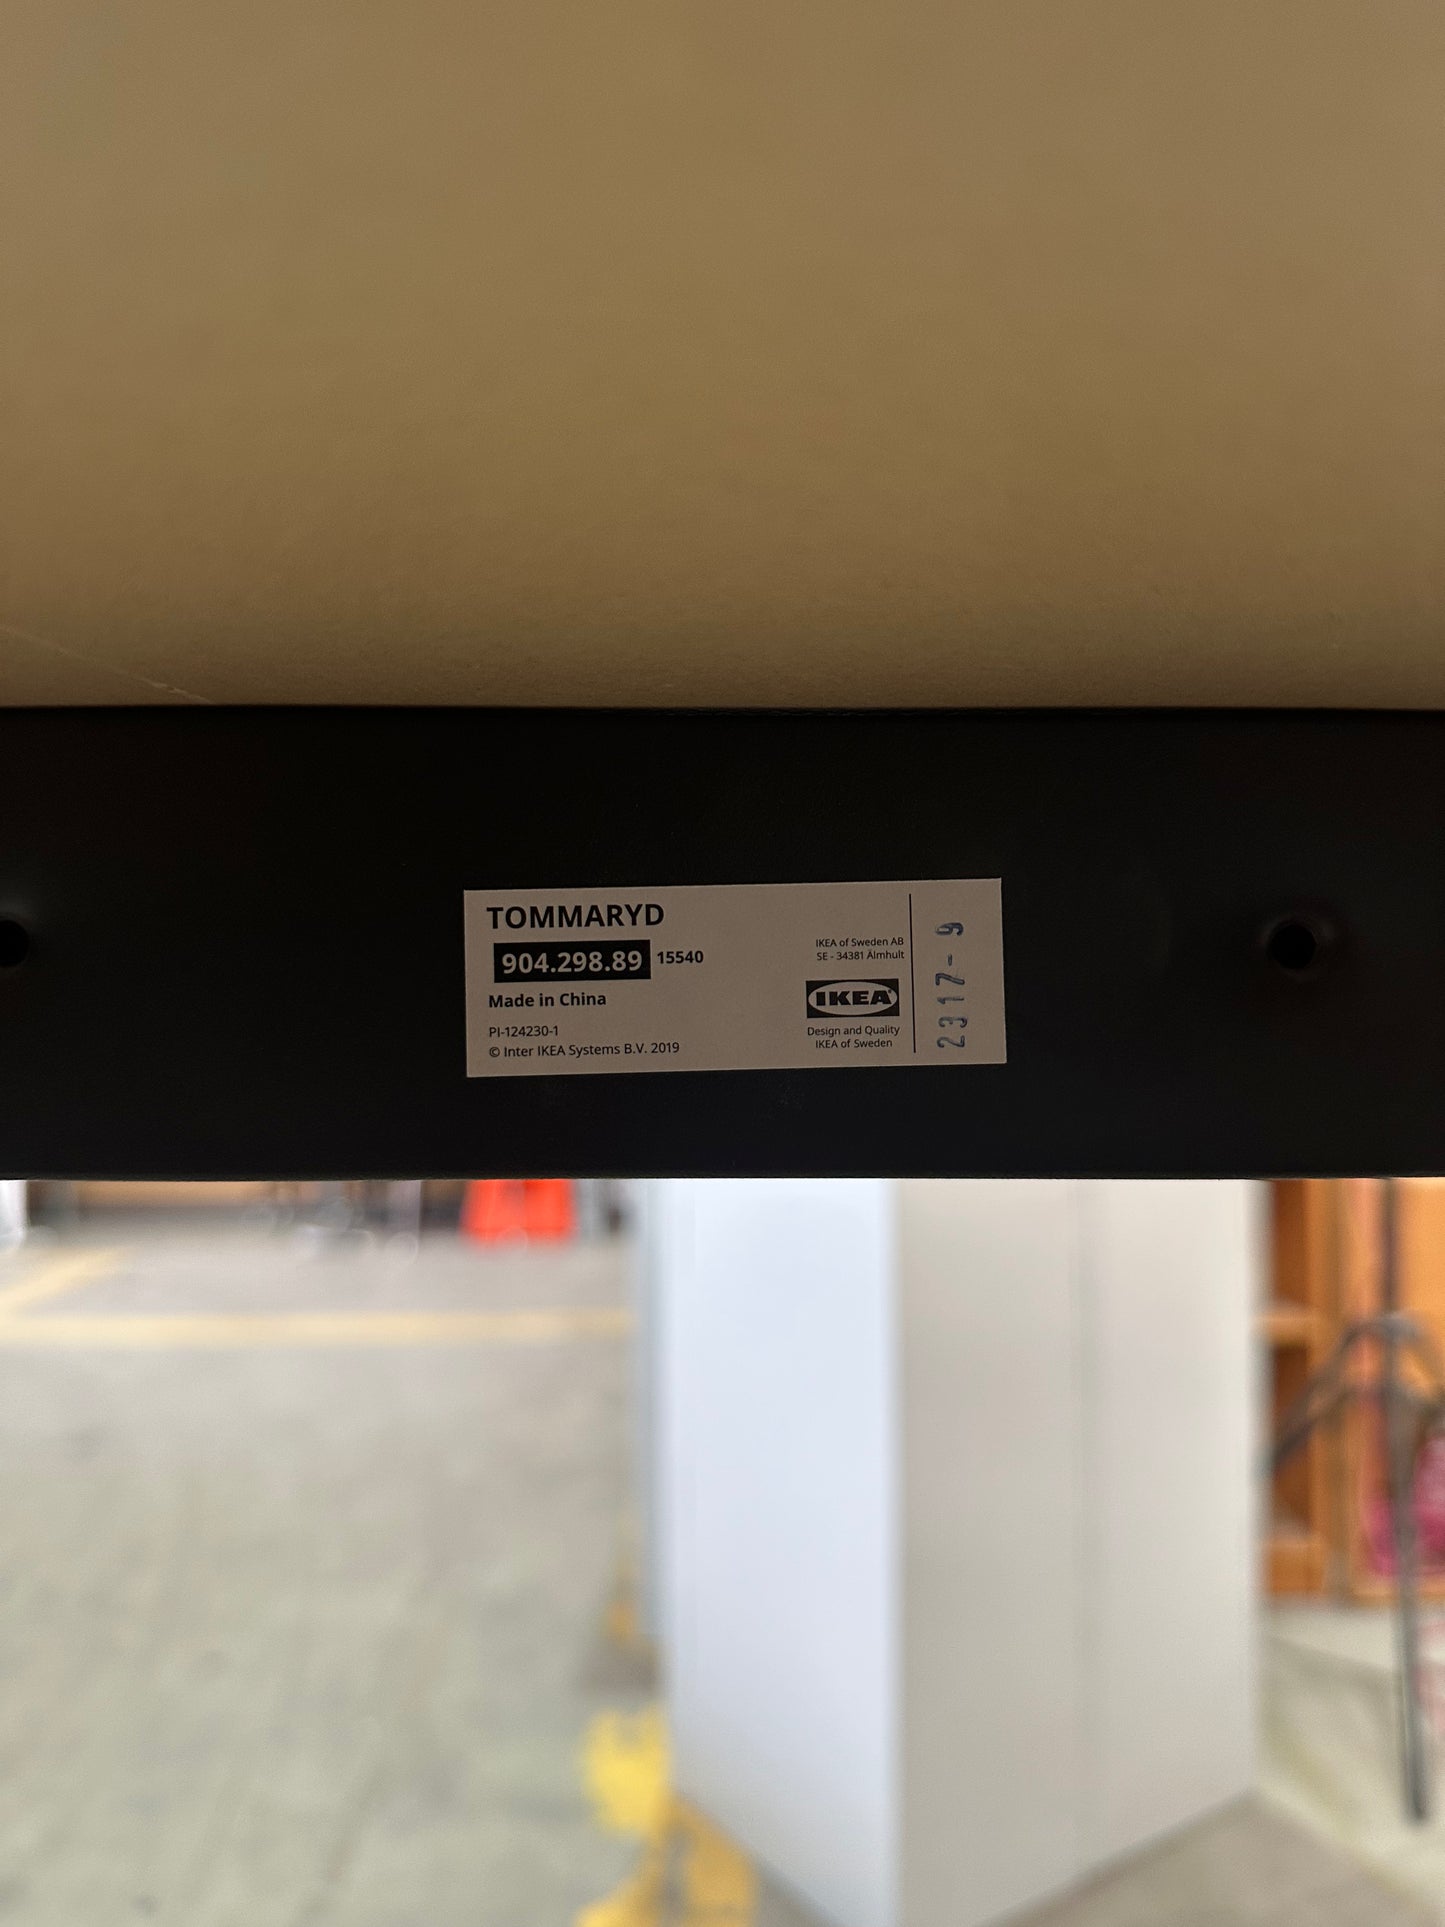 TOMMARYD
904.298.89 15540
Made in China
PI-124230-1
© Inter IKEA Systems B.V. 2019
IKEA of Sweden AB
SE - 34381 Älmhult
IKEA®
Design and Quality
IKEA of Sweden
2317-9